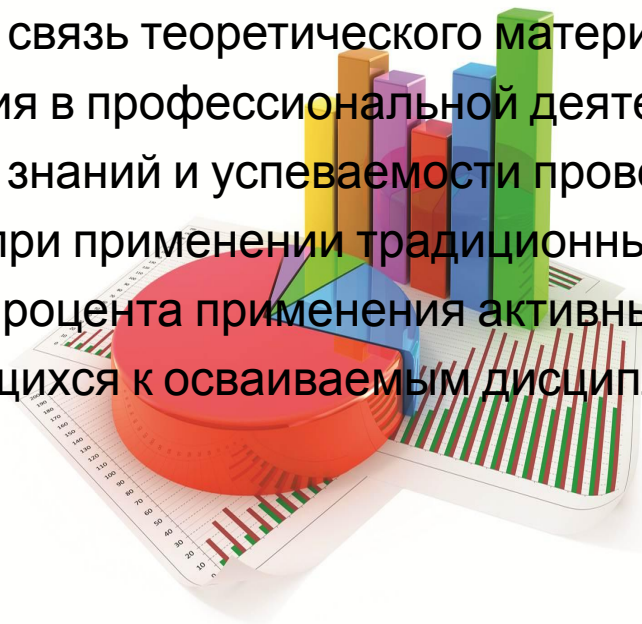 связь теоретического матери
ия в профессиональной деяте
знаний и успеваемости прове
при применении традиционны
роцента применения активны
щихся к осваиваемым дисцип